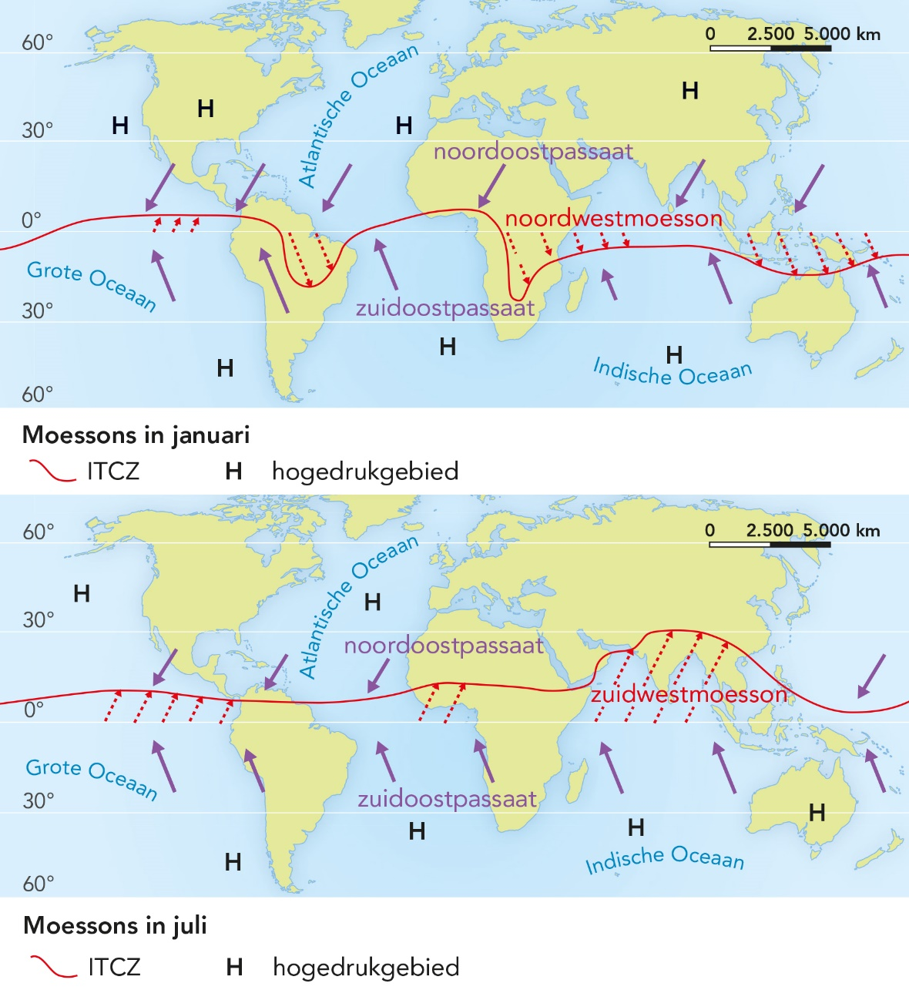 0 2.500 5.000 km
60°
Atlantische Oceaan
H
H
H
H
30°
noordoostpassaat
0°
noordwestmoesson
Grote Oceaan
30°
zuidoostpassaat
H
H
H
Indische Oceaan
60°
Moessons in januari
ITCZ H hogedrukgebied
60°
0 2.500 5.000 km
Atlantische Oceaan
H
H
30°
noordoostpassaat
zuidwestmoesson
0°
Grote Oceaan
30°
zuidoostpassaat
H
H
H
H
Indische Oceaan
60°
Moessons in juli
ITCZ H hogedrukgebied